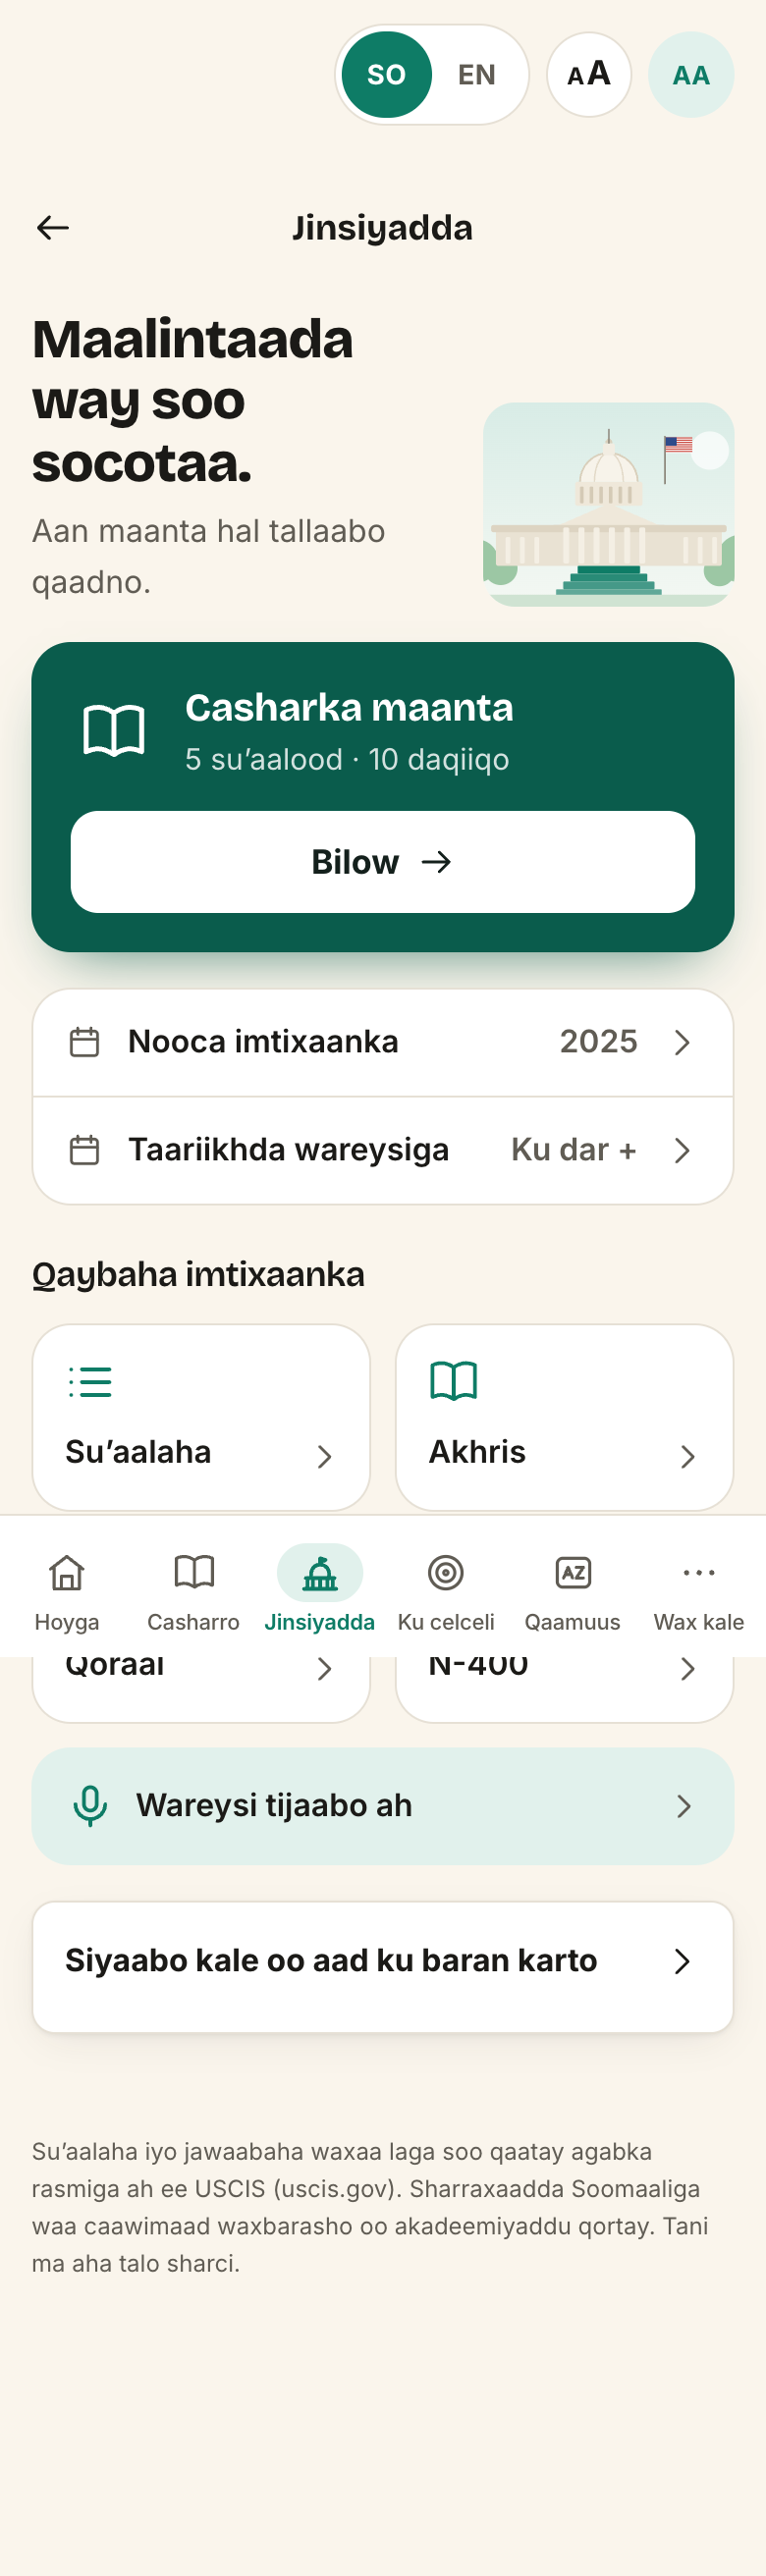 SO EN AA AA
Jinsiyadda
Maalintaada
way soo
socotaa.
Aan maanta hal tallaabo
qaadno.
Casharka maanta
5 su’aalood · 10 daqiiqo
Bilow →
Nooca imtixaanka 2025
Taariikhda wareysiga Ku dar +
Qaybaha imtixaanka
Su’aalaha Akhris
AZ
Hoyga Casharro Jinsiyadda Ku celceli Qaamuus Wax kale
Qoraal N-400
Wareysi tijaabo ah
Siyaabo kale oo aad ku baran karto
Su’aalaha iyo jawaabaha waxaa laga soo qaatay agabka
rasmiga ah ee USCIS (uscis.gov). Sharraxaadda Soomaaliga
waa caawimaad waxbarasho oo akadeemiyaddu qortay. Tani
ma aha talo sharci.